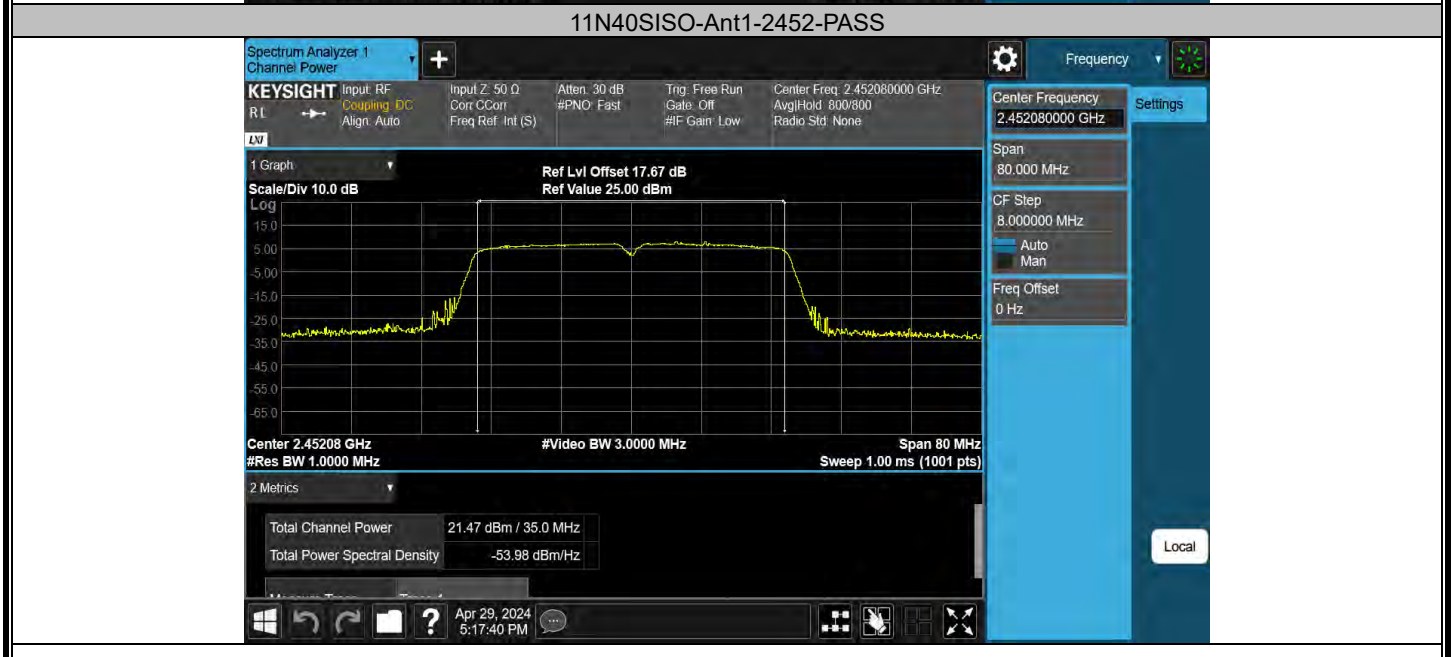 11N40SISO-Ant1-2452-PASS
Spectrum Analyzer 1
Channel Power
+
Frequency
KEYSIGHT
RL
LXI
Input: RF
Coupling: DC
Align: Auto
Input Z: 50 Ω
Corr CCorr
Freq Ref: Int (S)
Atten: 30 dB
#PNO: Fast
Trig: Free Run
Gate: Off
#IF Gain: Low
Center Freq: 2.452080000 GHz
Avg|Hold: 800/800
Radio Std: None
Center Frequency
2.452080000 GHz
Settings
Span
80.000 MHz
CF Step
8.000000 MHz
Auto
Man
Freq Offset
0 Hz
1 Graph
Scale/Div 10.0 dB
Ref Lvl Offset 17.67 dB
Ref Value 25.00 dBm
Log
15.0
5.00
-5.00
-15.0
-25.0
-35.0
-45.0
-55.0
-65.0
Center 2.45208 GHz
#Video BW 3.0000 MHz
Span 80 MHz
#Res BW 1.0000 MHz
Sweep 1.00 ms (1001 pts)
2 Metrics
Total Channel Power 21.47 dBm / 35.0 MHz
Total Power Spectral Density -53.98 dBm/Hz
Local
?
Apr 29, 2024
5:17:40 PM